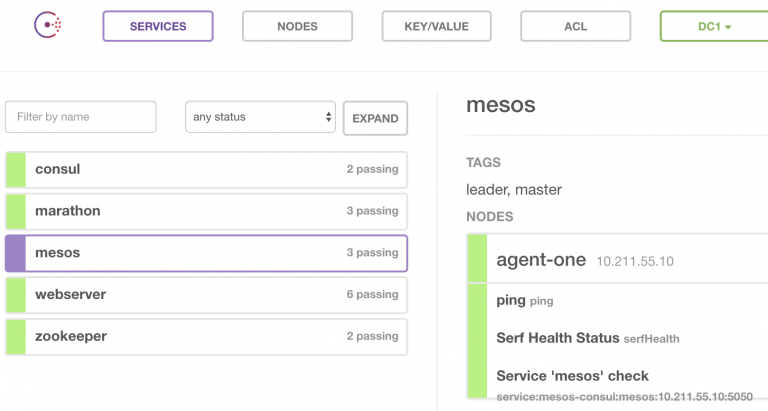 SERVICES
NODES
KEY/VALUE
ACL
DC1
Filter by name
any status
EXPAND
consul 2 passing
marathon 3 passing
mesos 3 passing
webserver 6 passing
zookeeper 2 passing
mesos
TAGS
leader, master
NODES
agent-one 10.211.55.10
ping ping
Serf Health Status serfHealth
Service 'mesos' check
service:mesos-consul:mesos:10.211.55.10:5050